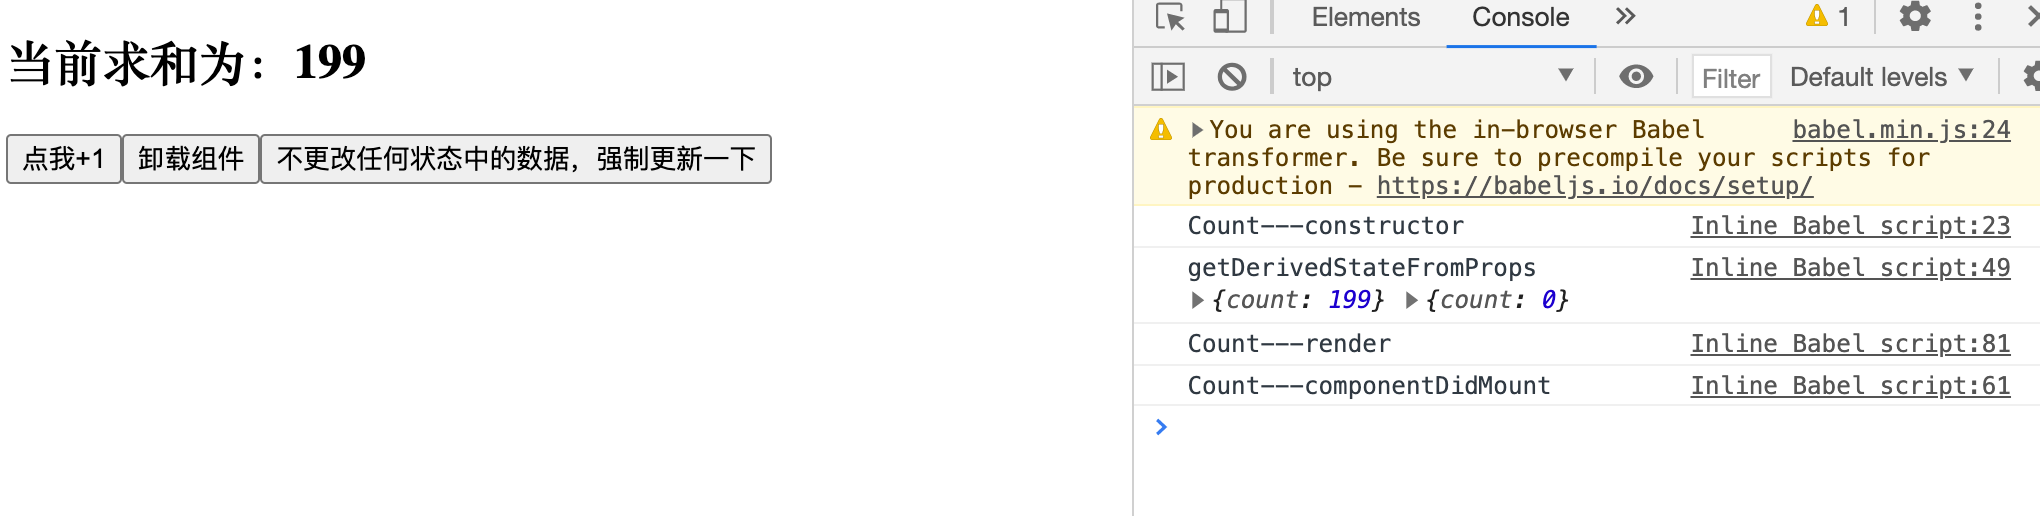 当前求和为：199
点我+1 卸载组件 不更改任何状态中的数据，强制更新一下
Elements Console 1
top Filter Default levels
You are using the in-browser Babel babel.min.js:24
transformer. Be sure to precompile your scripts for
production - https://babeljs.io/docs/setup/
Count---constructor Inline Babel script:23
getDerivedStateFromProps Inline Babel script:49
{count: 199} {count: 0}
Count---render Inline Babel script:81
Count---componentDidMount Inline Babel script:61